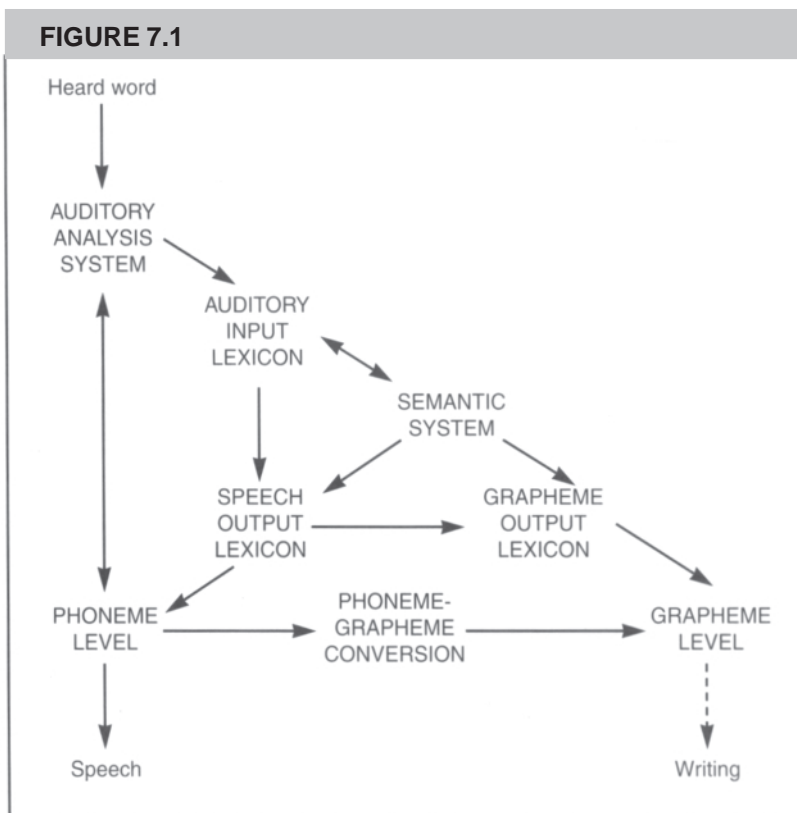 FIGURE 7.1
Heard word
AUDITORY
ANALYSIS
SYSTEM
AUDITORY
INPUT
LEXICON
SEMANTIC
SYSTEM
SPEECH
OUTPUT
LEXICON
GRAPHEME
OUTPUT
LEXICON
PHONEME
LEVEL
PHONEME-
GRAPHEME
CONVERSION
GRAPHEME
LEVEL
Speech
Writing